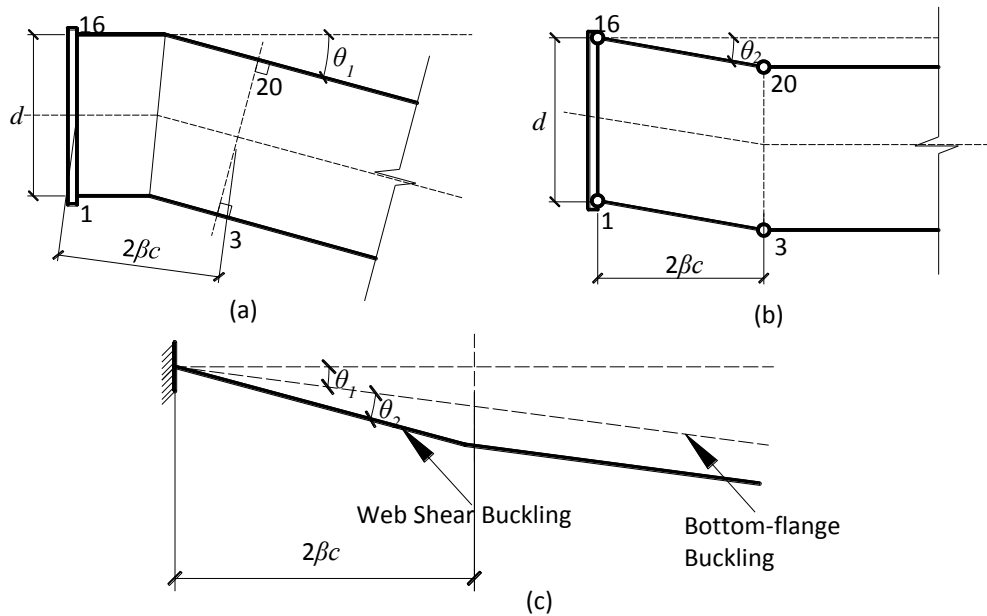 16
θ1
20
d
1
3
2βc
(a)
16
θ2
20
d
1
3
2βc
(b)
θ1
θ2
Web Shear Buckling
Bottom-flange
Buckling
2βc
(c)